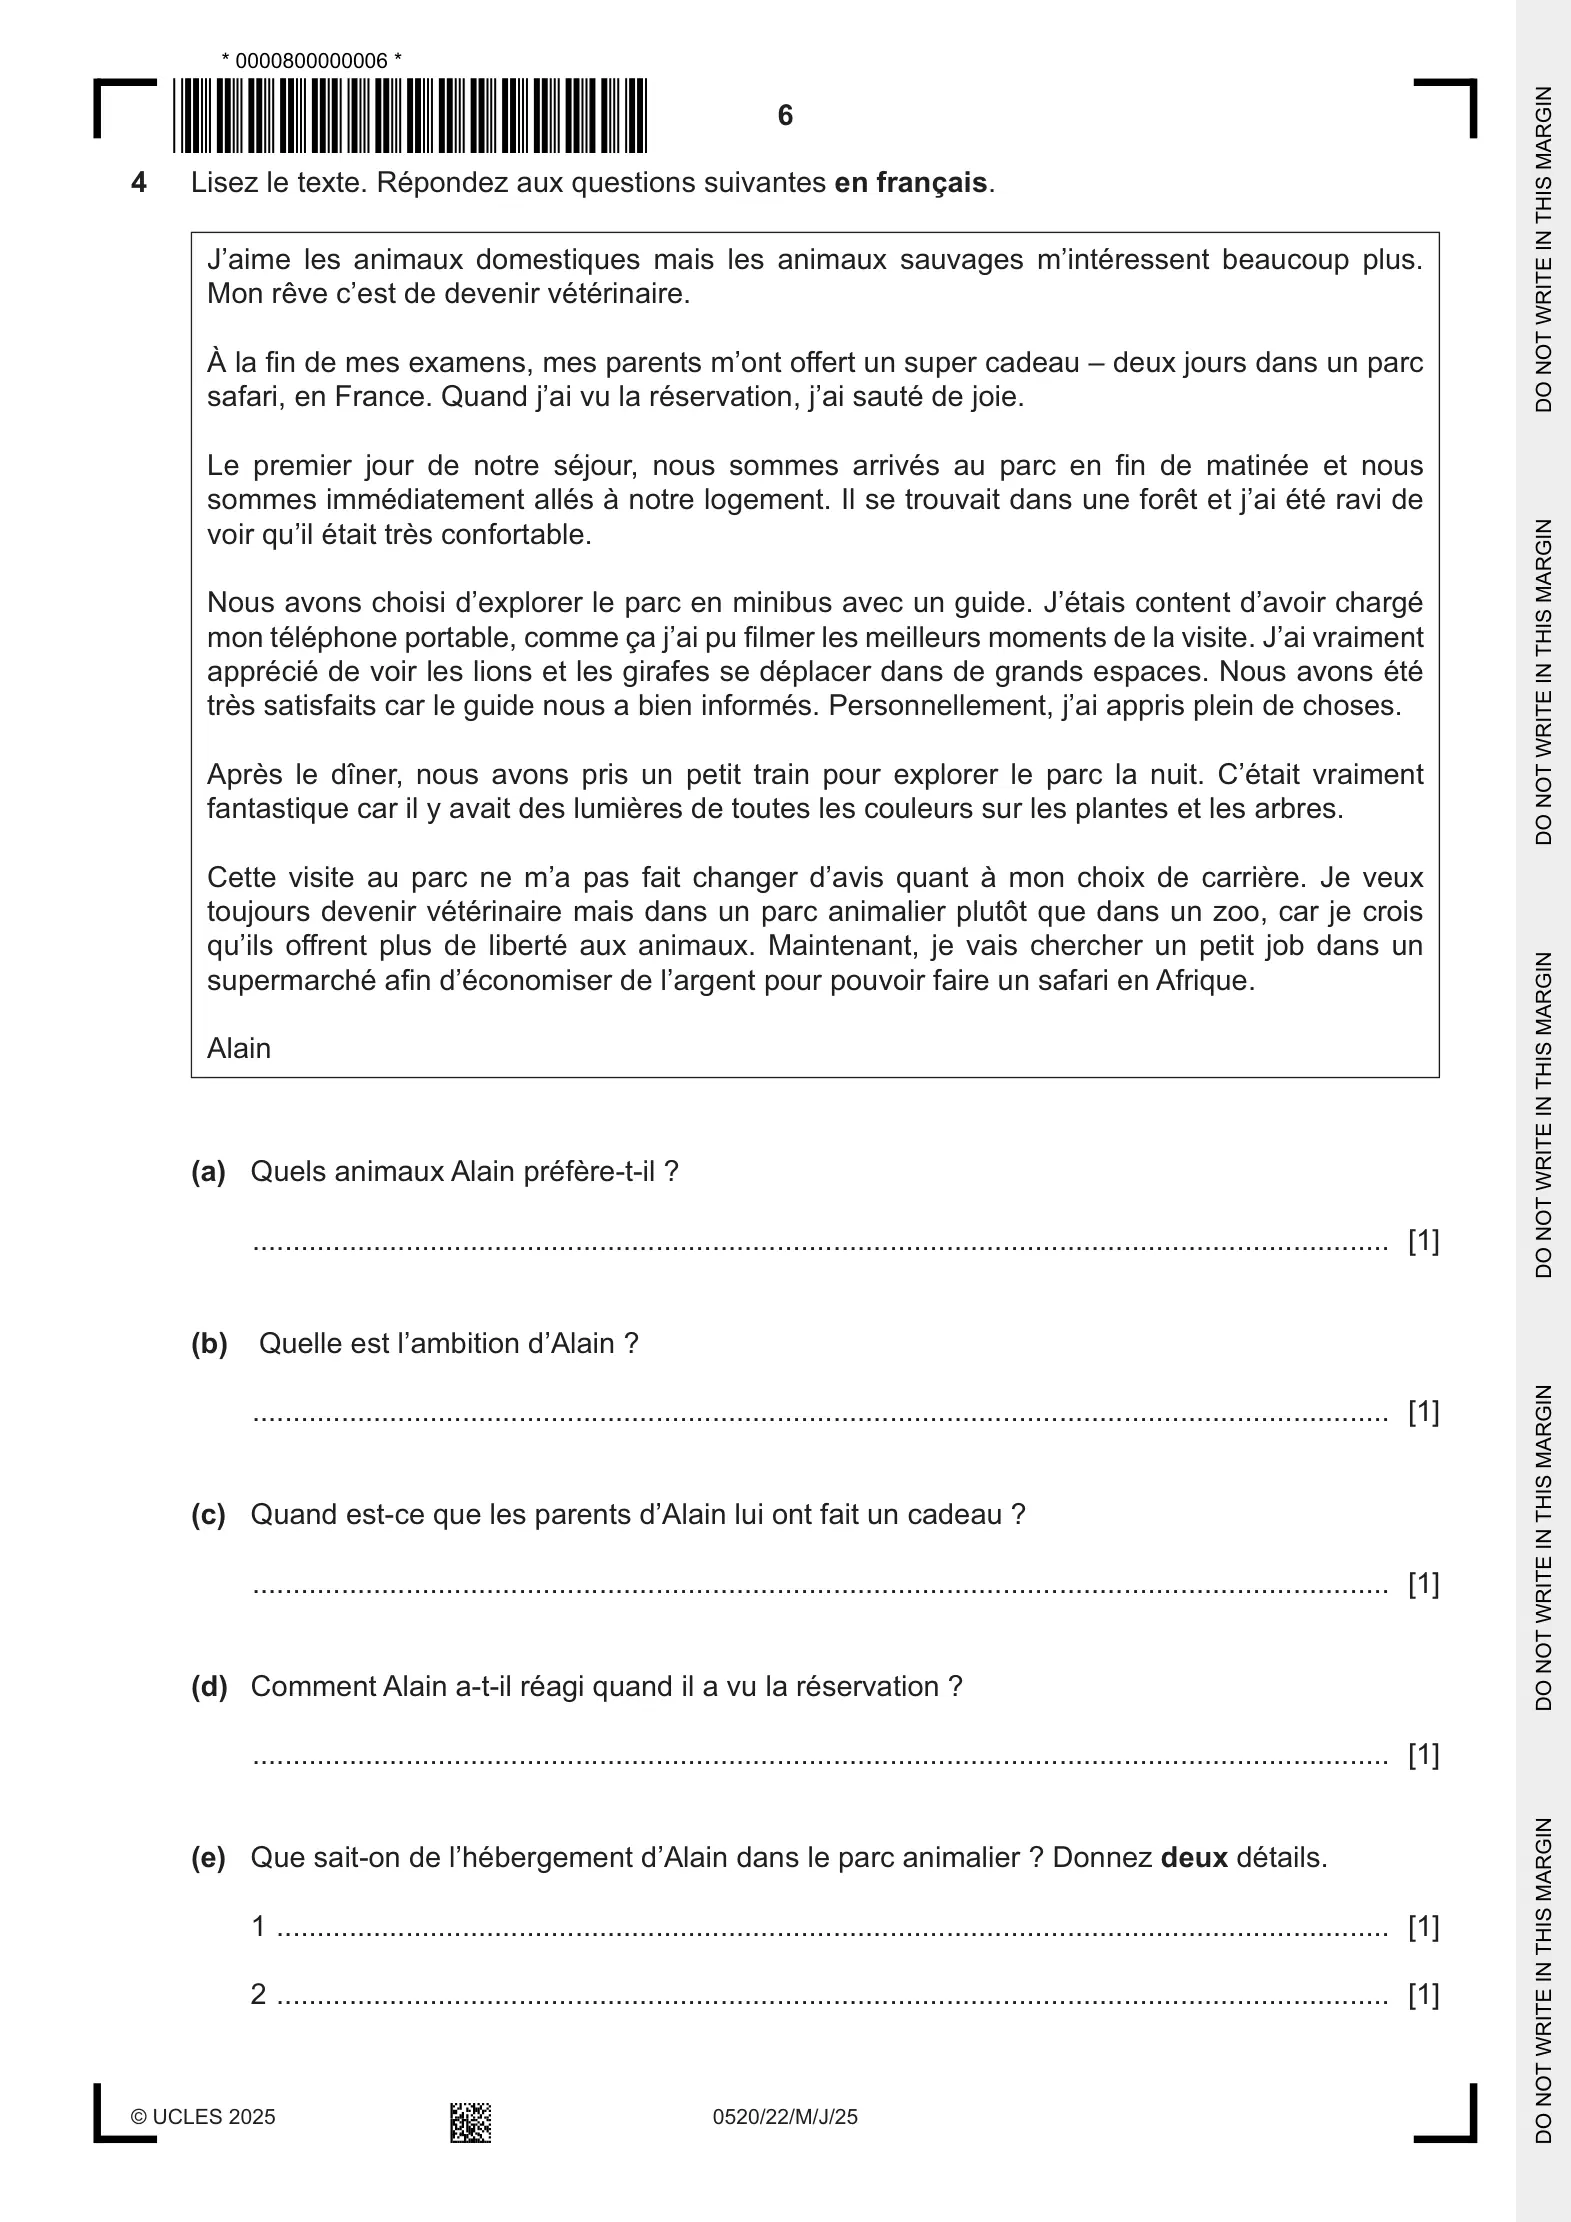 * 0000800000006 *
6
4 Lisez le texte. Répondez aux questions suivantes en français.
J’aime les animaux domestiques mais les animaux sauvages m’intéressent beaucoup plus.
Mon rêve c’est de devenir vétérinaire.
À la fin de mes examens, mes parents m’ont offert un super cadeau – deux jours dans un parc
safari, en France. Quand j’ai vu la réservation, j’ai sauté de joie.
Le premier jour de notre séjour, nous sommes arrivés au parc en fin de matinée et nous
sommes immédiatement allés à notre logement. Il se trouvait dans une forêt et j’ai été ravi de
voir qu’il était très confortable.
Nous avons choisi d’explorer le parc en minibus avec un guide. J’étais content d’avoir chargé
mon téléphone portable, comme ça j’ai pu filmer les meilleurs moments de la visite. J’ai vraiment
apprécié de voir les lions et les girafes se déplacer dans de grands espaces. Nous avons été
très satisfaits car le guide nous a bien informés. Personnellement, j’ai appris plein de choses.
Après le dîner, nous avons pris un petit train pour explorer le parc la nuit. C’était vraiment
fantastique car il y avait des lumières de toutes les couleurs sur les plantes et les arbres.
Cette visite au parc ne m’a pas fait changer d’avis quant à mon choix de carrière. Je veux
toujours devenir vétérinaire mais dans un parc animalier plutôt que dans un zoo, car je crois
qu’ils offrent plus de liberté aux animaux. Maintenant, je vais chercher un petit job dans un
supermarché afin d’économiser de l’argent pour pouvoir faire un safari en Afrique.
Alain
(a) Quels animaux Alain préfère-t-il ?
[1]
(b) Quelle est l’ambition d’Alain ?
[1]
(c) Quand est-ce que les parents d’Alain lui ont fait un cadeau ?
[1]
(d) Comment Alain a-t-il réagi quand il a vu la réservation ?
[1]
(e) Que sait-on de l’hébergement d’Alain dans le parc animalier ? Donnez deux détails.
1 [1]
2 [1]
© UCLES 2025
0520/22/M/J/25
DO NOT WRITE IN THIS MARGIN
DO NOT WRITE IN THIS MARGIN
DO NOT WRITE IN THIS MARGIN
DO NOT WRITE IN THIS MARGIN
DO NOT WRITE IN THIS MARGIN